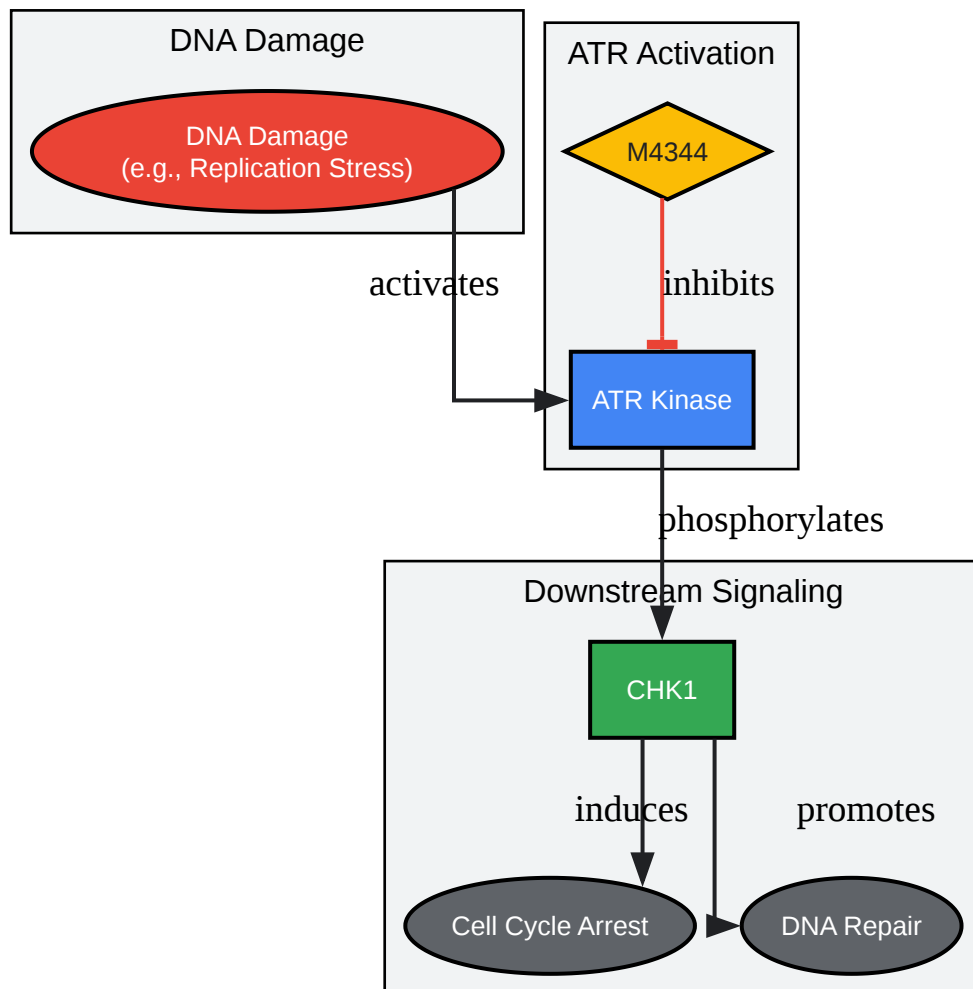 DNA Damage
ATR Activation
DNA Damage
(e.g., Replication Stress)
M4344
activates
inhibits
ATR Kinase
phosphorylates
Downstream Signaling
CHK1
induces
promotes
Cell Cycle Arrest
DNA Repair